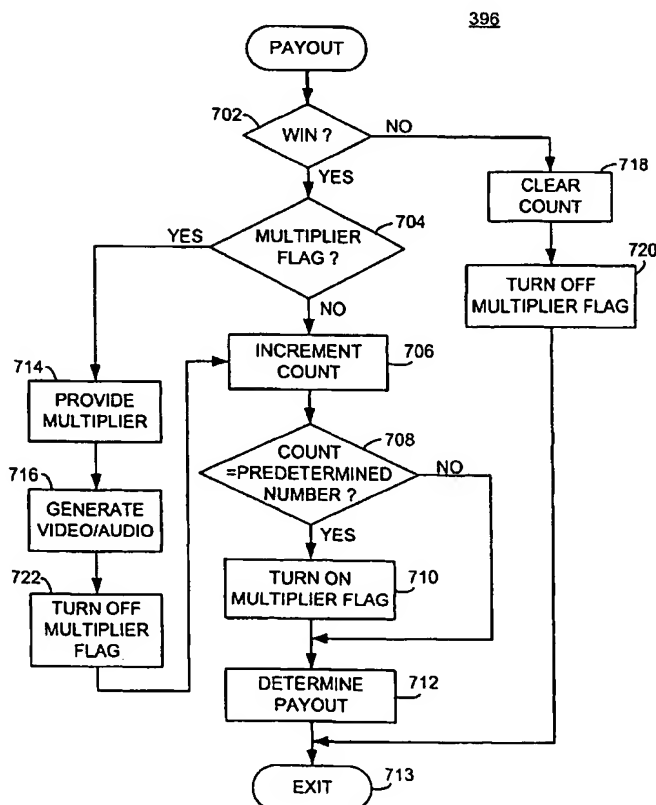 396
PAYOUT
702
WIN ?
NO
718
CLEAR
COUNT
YES
704
MULTIPLIER
FLAG ?
YES
720
TURN OFF
MULTIPLIER FLAG
NO
INCREMENT
COUNT
706
714
PROVIDE
MULTIPLIER
708
COUNT
=PREDETERMINED
NUMBER ?
NO
716
GENERATE
VIDEO/AUDIO
YES
722
TURN OFF
MULTIPLIER
FLAG
TURN ON
MULTIPLIER FLAG
710
DETERMINE
PAYOUT
712
EXIT
713